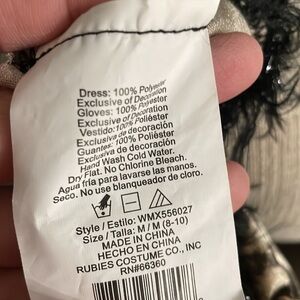 Dress: 100% Polyester
Exclusive of Decoration
Gloves: 100% Polyester
Exclusive of Decoration
Vestido:100% Poliéster
Exclusiva de decoración
Guantes: 100% Poliéster
Exclusiva de decoración
Hand Wash Cold Water.
Dry Flat. No Chlorine Bleach.
Agua fría para lavarse las manos.
Seco. No use blanqueador de cloro.
Style / Estilo: WMX556027
Size / Talla: M / M (8-10)
MADE IN CHINA
HECHO EN CHINA
RUBIES COSTUME CO., INC
RN#66360